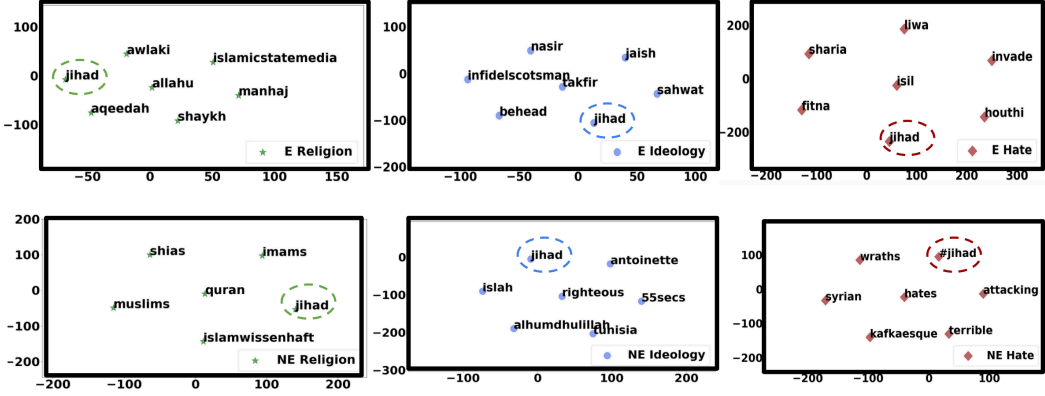 100
0
−100
−50
0
50
100
150
awlaki
islamicstatemedia
jihad
allahu
manhaj
aqeedah
shaykh
E Religion
100
0
−100
−200
−100
0
100
200
nasir
jaish
infidelscotsman
takfir
sahwat
behead
jihad
E Ideology
200
0
−200
−200
−100
0
100
200
300
liwa
sharia
invade
isil
fitna
houthi
jihad
E Hate
200
100
0
−100
−200
−100
0
100
200
shias
imams
quran
muslims
jihad
islamwissenhaft
NE Religion
0
−100
−200
−300
−100
0
100
200
jihad
antoinette
islah
righteous
55secs
alhumdhulillah
tunisia
NE Ideology
100
0
−100
−200
−200
−100
0
100
#jihad
wraths
syrian
hates
attacking
kafkaesque
terrible
NE Hate